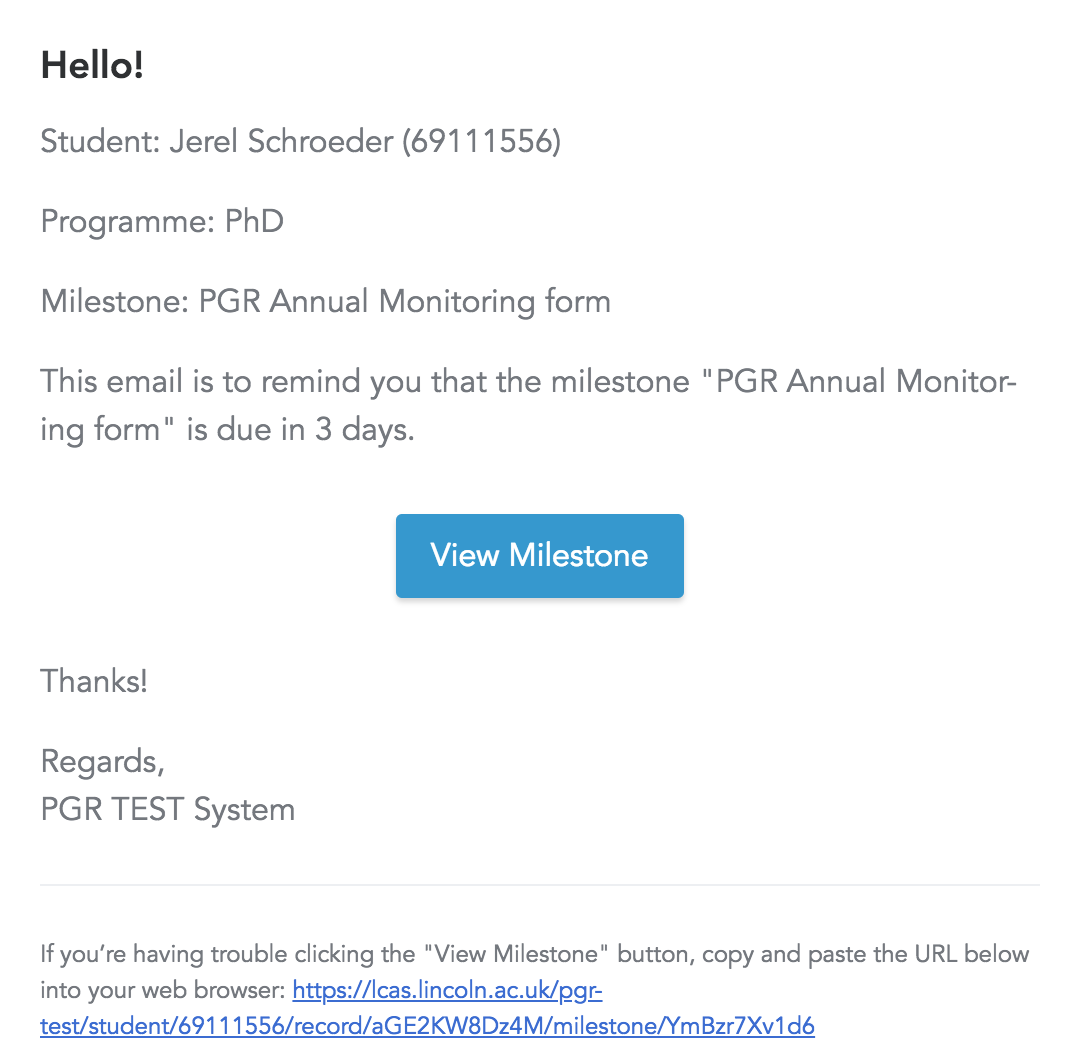 Hello!
Student: Jerel Schroeder (69111556)
Programme: PhD
Milestone: PGR Annual Monitoring form
This email is to remind you that the milestone "PGR Annual Monitor-
ing form" is due in 3 days.
View Milestone
Thanks!
Regards,
PGR TEST System
If you’re having trouble clicking the "View Milestone" button, copy and paste the URL below
into your web browser: https://lcas.lincoln.ac.uk/pgr-
test/student/69111556/record/aGE2KW8Dz4M/milestone/YmBzr7Xv1d6